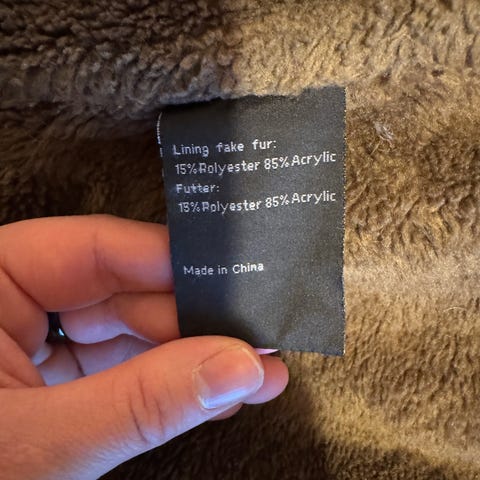 Lining fake fur:
15%Polyester 85%Acrylic
Futter:
15%Polyester 85%Acrylic
Made in China